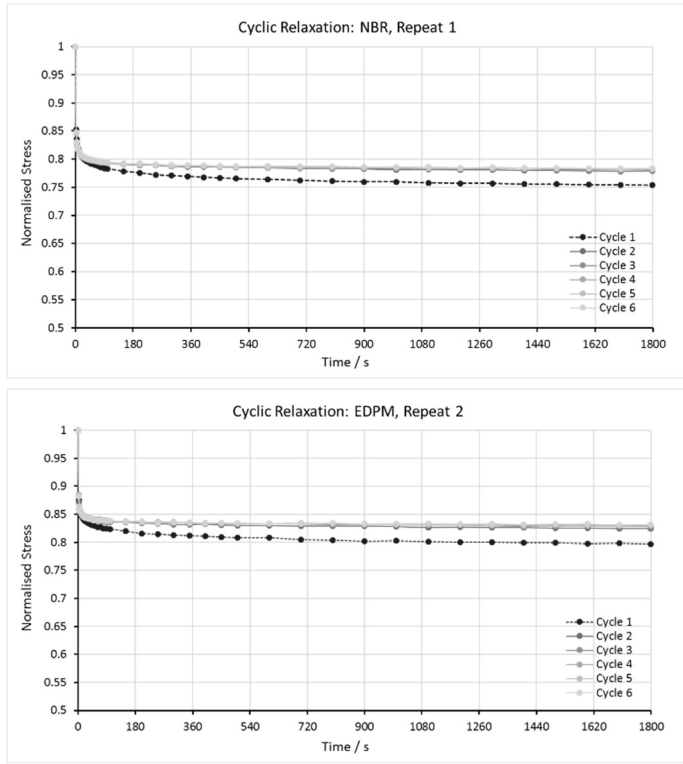 Cyclic Relaxation: NBR, Repeat 1
1
0.95
0.9
0.85
0.8
0.75
0.7
0.65
0.6
0.55
0.5
Normalised Stress
Cycle 1
Cycle 2
Cycle 3
Cycle 4
Cycle 5
Cycle 6
0 180 360 540 720 900 1080 1260 1440 1620 1800
Time / s
Cyclic Relaxation: EDPM, Repeat 2
1
0.95
0.9
0.85
0.8
0.75
0.7
0.65
0.6
0.55
0.5
Normalised Stress
Cycle 1
Cycle 2
Cycle 3
Cycle 4
Cycle 5
Cycle 6
0 180 360 540 720 900 1080 1260 1440 1620 1800
Time / s